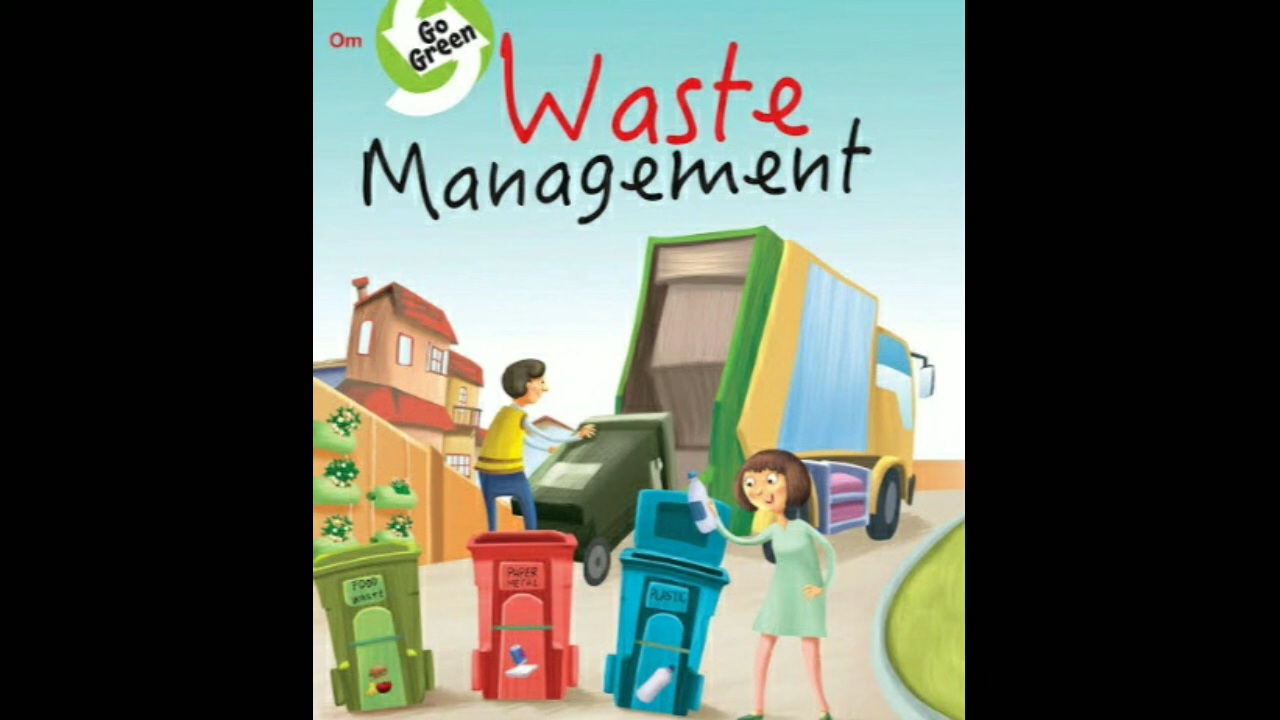 Om
Go
Green
Waste
Management
FOOD
WASTE
PAPER
METAL
PLASTIC